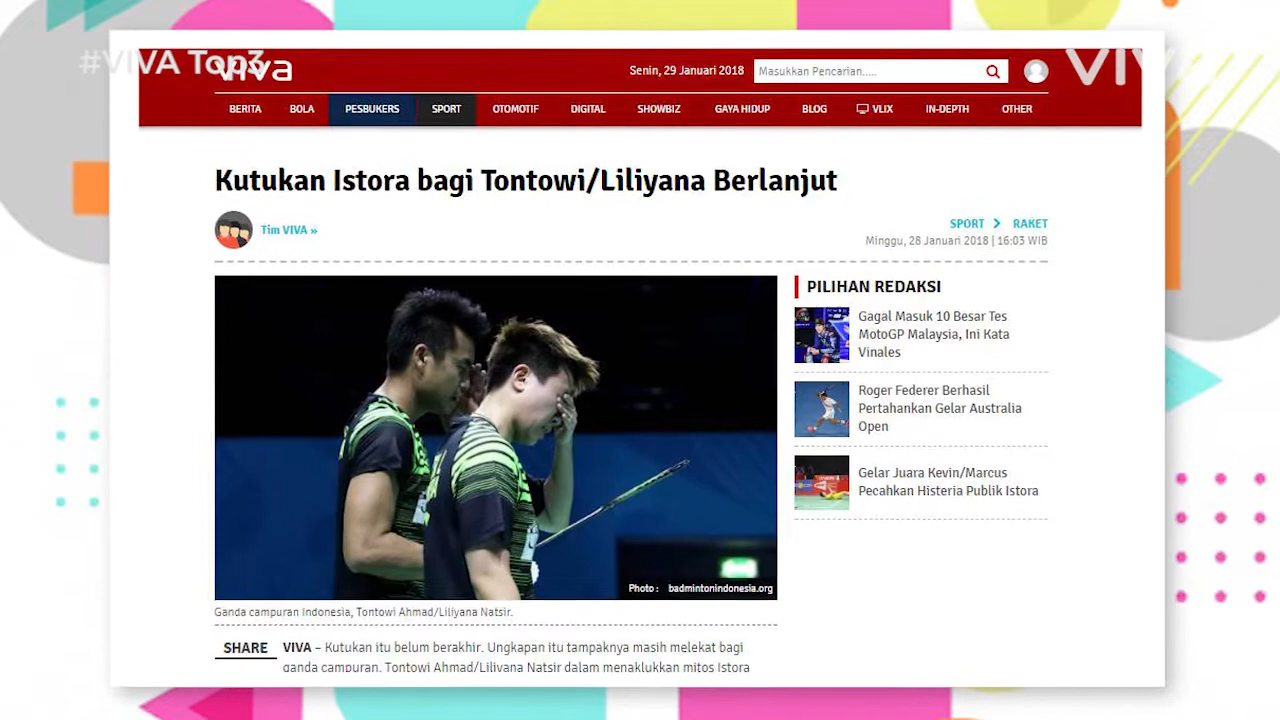 #VIVA Top3
viva
Senin, 29 Januari 2018
Masukkan Pencarian.....
VIV
BERITA BOLA PESBUKERS SPORT OTOMOTIF DIGITAL SHOWBIZ GAYA HIDUP BLOG VLIX IN-DEPTH OTHER
Kutukan Istora bagi Tontowi/Liliyana Berlanjut
Tim VIVA »
SPORT > RAKET
Minggu, 28 Januari 2018 | 16:03 WIB
Photo : badmintonindonesia.org
Ganda campuran Indonesia, Tontowi Ahmad/Liliyana Natsir.
SHARE
VIVA – Kutukan itu belum berakhir. Ungkapan itu tampaknya masih melekat bagi
ganda campuran, Tontowi Ahmad/Liliyana Natsir dalam menaklukkan mitos Istora
PILIHAN REDAKSI
Gagal Masuk 10 Besar Tes
MotoGP Malaysia, Ini Kata
Vinales
Roger Federer Berhasil
Pertahankan Gelar Australia
Open
Gelar Juara Kevin/Marcus
Pecahkan Histeria Publik Istora